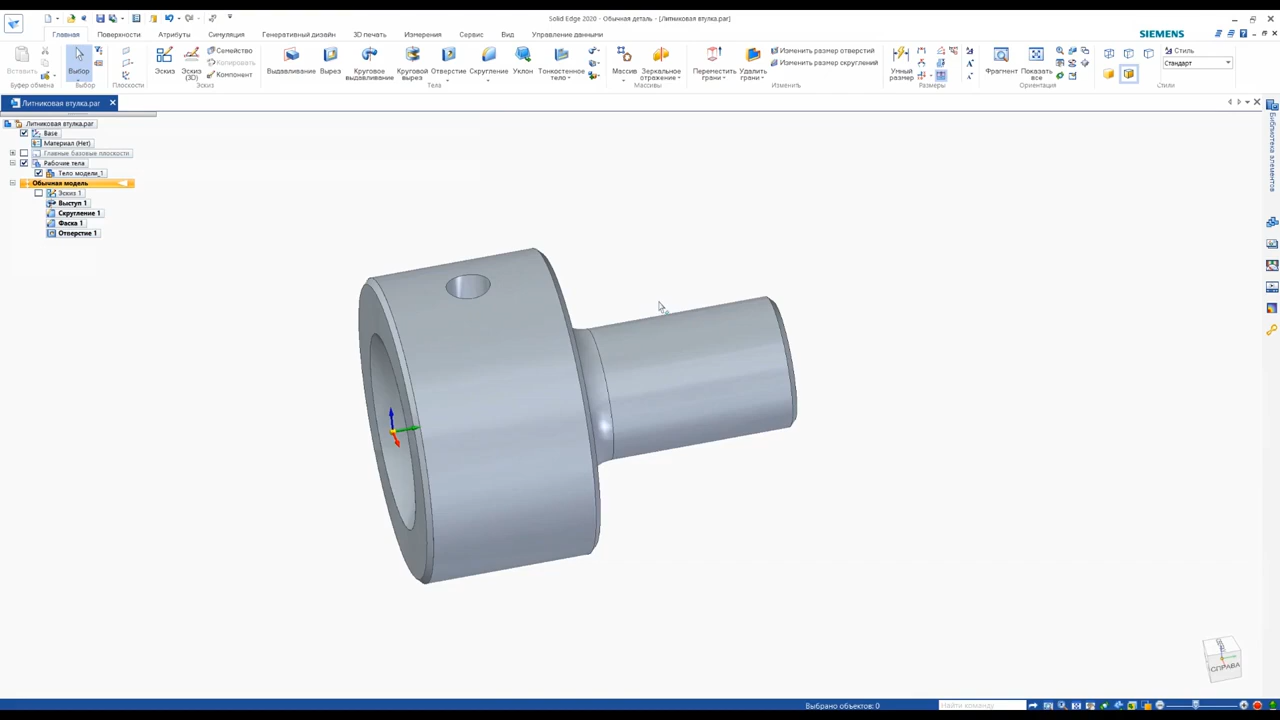 Solid Edge 2020 - Обычная деталь - [Литниковая втулка.par]
Главная Поверхности Атрибуты Симуляция Генеративный дизайн 3D печать Измерения Сервис Вид Управление данными
SIEMENS
Вставить
Буфер обмена
Выбор
Выбор
Плоскости
Эскиз
Эскиз (3D)
Семейство
Копировать
Компонент
Эскиз
Выдавливание
Вырез
Круговое выдавливание
Круговой вырез
Отверстие
Скругление
Уклон
Тонкостенное тело
Тела
Массив
Зеркальное отражение
Массивы
Переместить грани
Удалить грани
Изменить размер отверстий
Изменить размер скруглений
Изменить
Умный размер
Размеры
Фрагмент
Показать все
Ориентация
Стиль
Стандарт
Стили
Литниковая втулка.par
Литниковая втулка.par
Base
Материал (Нет)
Главные базовые плоскости
Рабочие тела
Тело модели_1
Обычная модель
Эскиз 1
Выступ 1
Скругление 1
Фаска 1
Отверстие 1
Библиотека элементов
СПРАВА
Выбрано объектов: 0
Найти команду